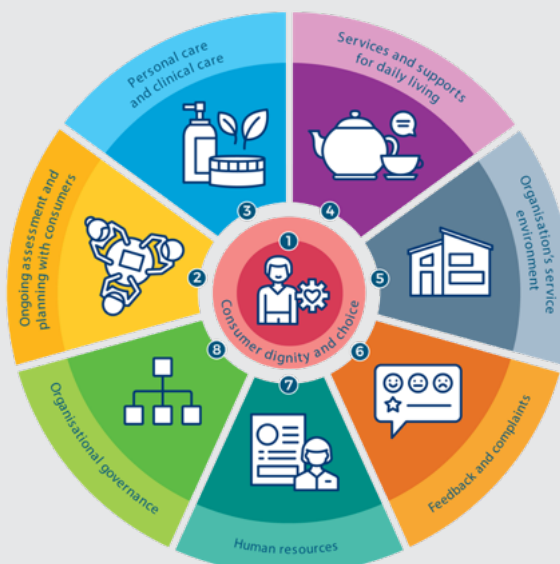 1
Consumer dignity and choice
2
Ongoing assessment and
planning with consumers
3
Personal care
and clinical care
4
Services and supports
for daily living
5
Organisation's service
environment
6
Feedback and complaints
7
Human resources
8
Organisational governance